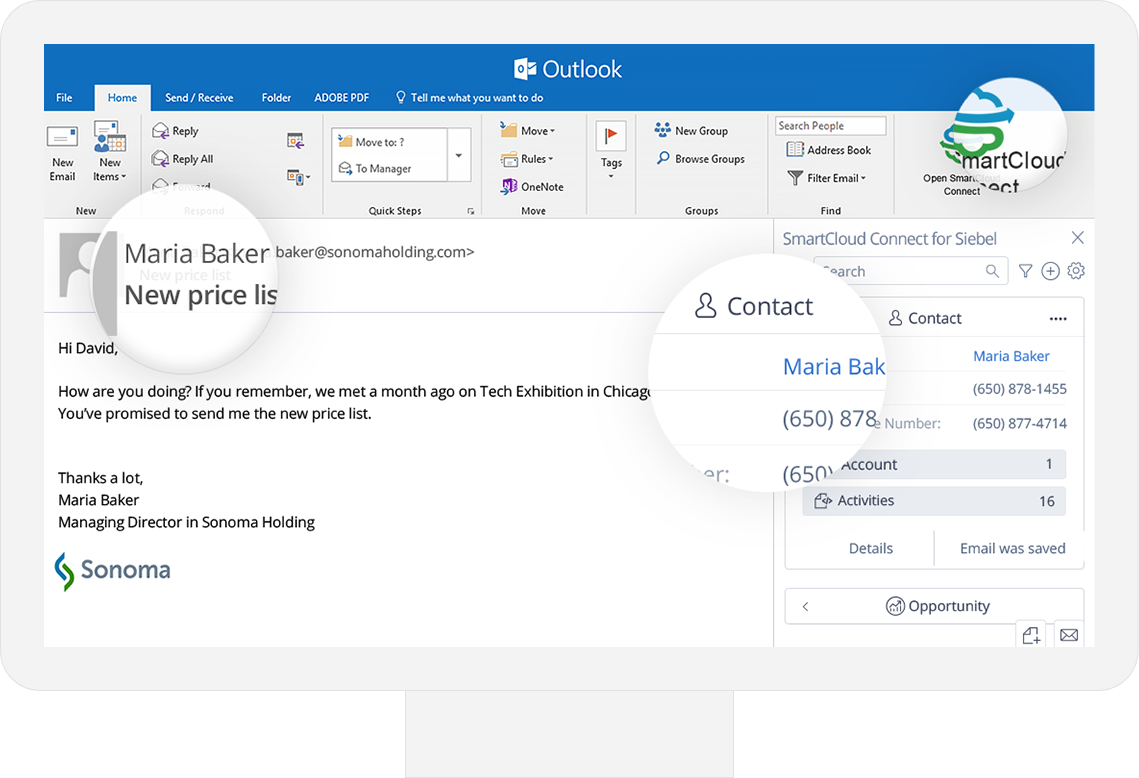 Outlook
File Home Send / Receive Folder ADOBE PDF Tell me what you want to do
New Email
New Items
New
Reply
Reply All
Forward
Respond
Move to: ?
To Manager
Quick Steps
Move
Rules
OneNote
Move
Tags
New Group
Browse Groups
Groups
Search People
Address Book
Filter Email
Find
SmartCloud
Connect
Open SmartCloud
Connect
Maria Baker baker@sonomaholding.com>
New price list
New price lis
Hi David,
How are you doing? If you remember, we met a month ago on Tech Exhibition in Chicago
You've promised to send me the new price list.
Thanks a lot,
Maria Baker
Managing Director in Sonoma Holding
Sonoma
SmartCloud Connect for Siebel
Search
Contact
Maria Bak
(650) 878
er: (650)
Contact
Maria Baker
(650) 878-1455
e Number: (650) 877-4714
Account 1
Activities 16
Details Email was saved
Opportunity